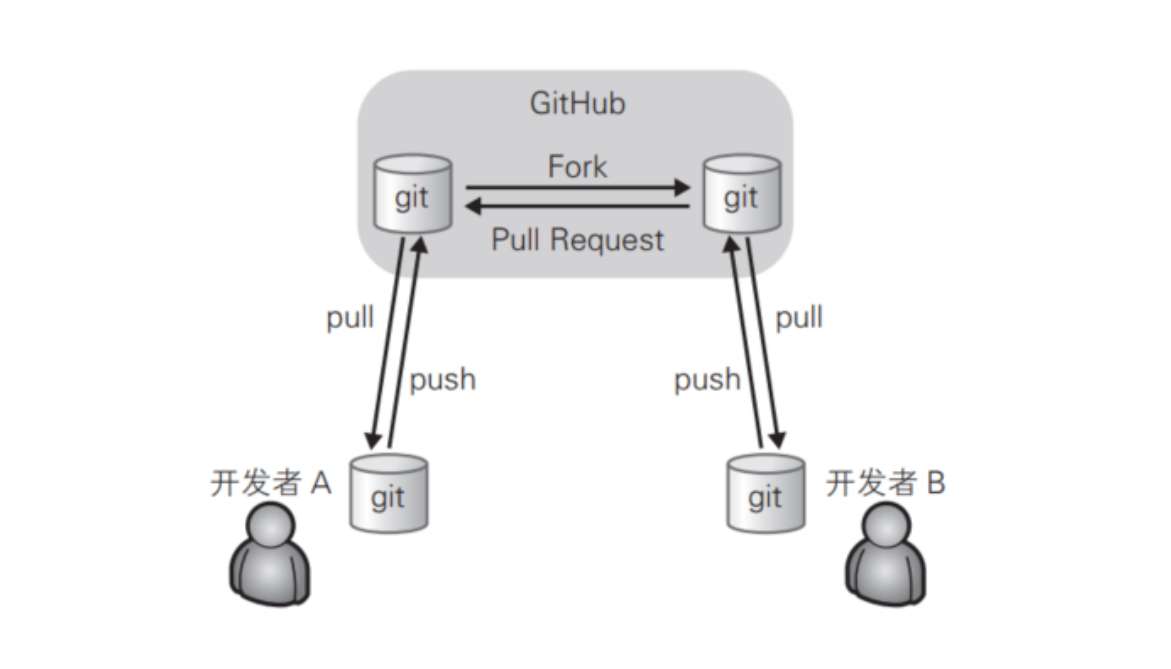 GitHub
Fork
git
git
Pull Request
pull
pull
push
push
开发者 A
git
git
开发者 B